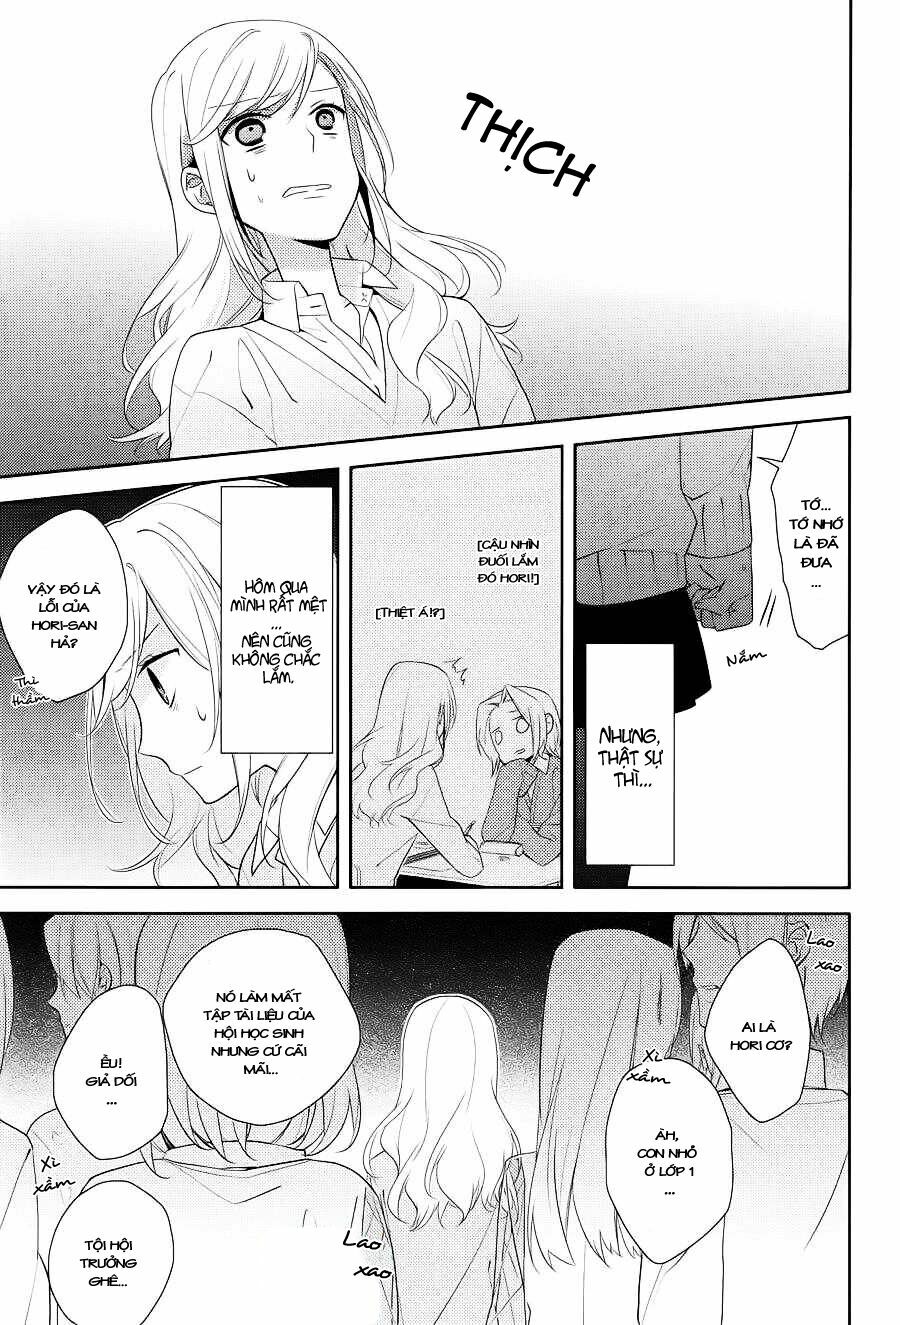 THỊCH
TỚ...
TỚ NHỚ
LÀ ĐÃ
ĐƯA
...
Nắm
NHƯNG,
THẬT SỰ
THÌ...
[CẬU NHÌN
ĐUỐI LẮM
ĐÓ HORI!]
[THIỆT Á!?]
HÔM QUA
MÌNH RẤT MỆT
...
NÊN CŨNG
KHÔNG CHẮC
LẮM.
VẬY ĐÓ LÀ
LỖI CỦA
HORI-SAN
HẢ?
Thì
thầm
Lao
xao
AI LÀ
HORI CƠ?
Xì
xầm
ÀH,
CON NHỎ
Ở LỚP 1
...
NÓ LÀM MẤT
TẬP TÀI LIỆU CỦA
HỘI HỌC SINH
NHƯNG CỨ CÃI
MÃI...
ỀU!
GIẢ DỐI
...
Xì
xầm
Lao
xao
TỘI HỘI
TRƯỞNG
GHÊ...